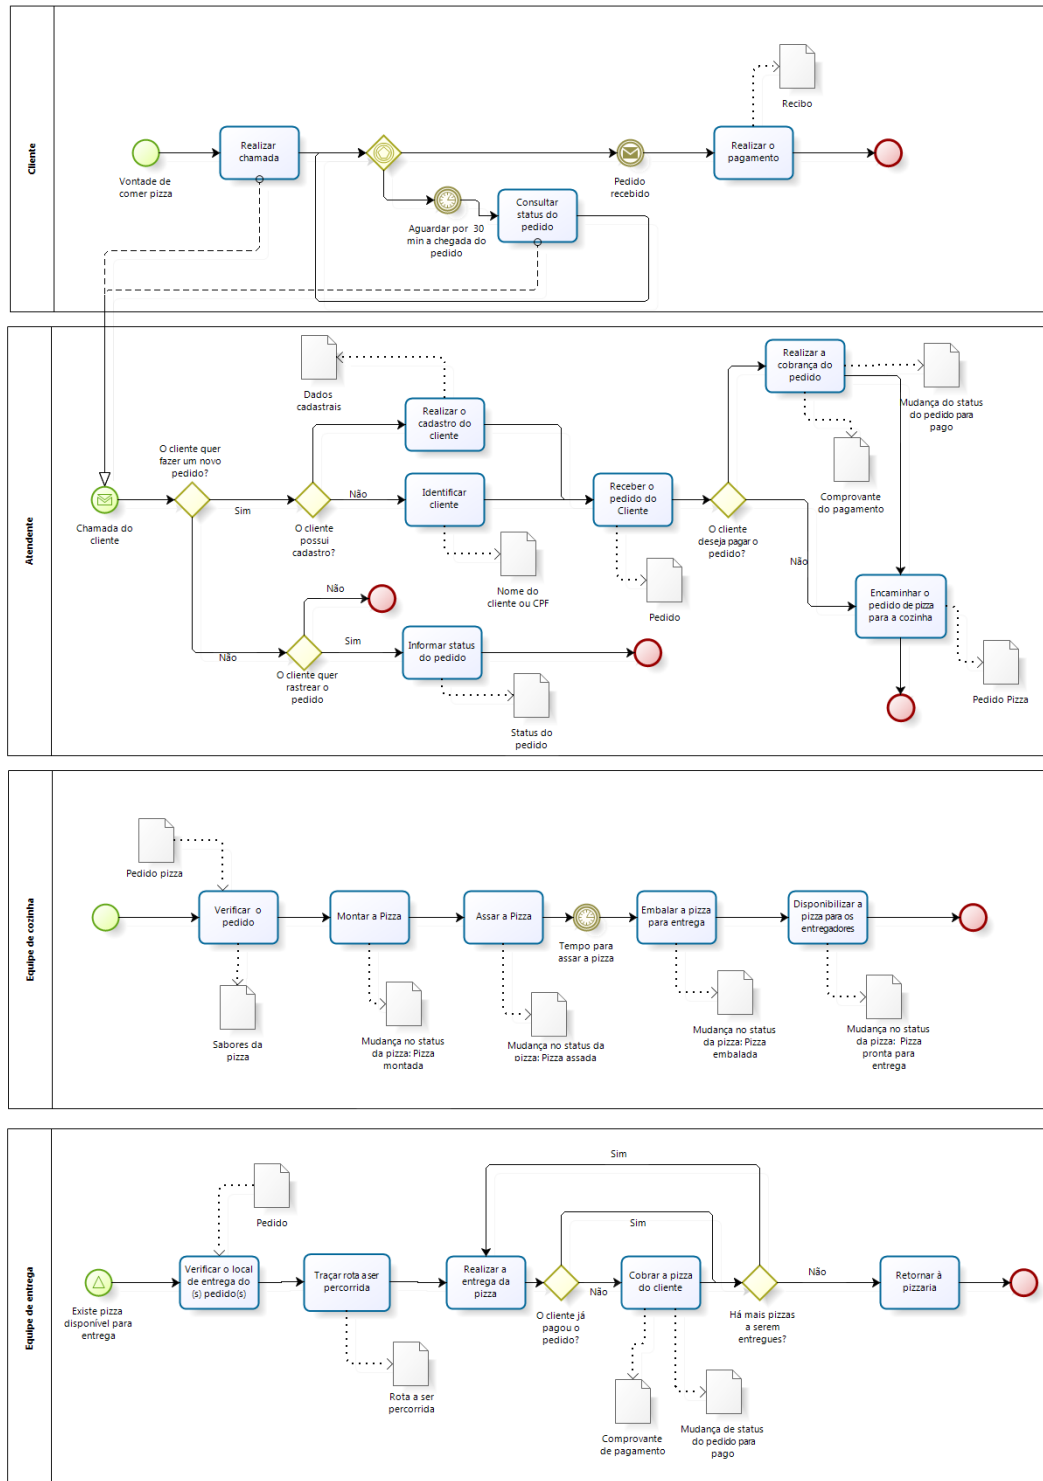 Cliente
Recibo
Realizar
chamada
Realizar o
pagamento
Vontade de
comer pizza
Pedido
recebido
Consultar
status do
pedido
Aguardar por 30
min a chegada do
pedido
Atendente
Realizar a
cobrança do
pedido
Dados
cadastrais
Mudança do status
do pedido para
pago
Realizar o
cadastro do
cliente
O cliente quer
fazer um novo
pedido?
Comprovante
do pagamento
Chamada do
cliente
Sim
Não
O cliente
possui
cadastro?
Identificar
cliente
Receber o
pedido do
Cliente
O cliente
deseja pagar o
pedido?
Não
Nome do
cliente ou CPF
Pedido
Encaminhar o
pedido de pizza
para a cozinha
Não
Não
Sim
O cliente quer
rastrear o
pedido
Informar status
do pedido
Status do
pedido
Pedido Pizza
Equipe de cozinha
Pedido pizza
Verificar o
pedido
Montar a Pizza
Assar a Pizza
Tempo para
assar a pizza
Embalar a pizza
para entrega
Disponibilizar a
pizza para os
entregadores
Sabores da
pizza
Mudança no status
da pizza: Pizza
montada
Mudança no status da
pizza: Pizza assada
Mudança no status
da pizza: Pizza
embalada
Mudança no status
da pizza: Pizza
pronta para
entrega
Equipe de entrega
Sim
Pedido
Sim
Existe pizza
disponível para
entrega
Verificar o local
de entrega do
(s) pedido(s)
Traçar rota a ser
percorrida
Realizar a
entrega da
pizza
O cliente já
pagou o
pedido?
Não
Cobrar a pizza
do cliente
Há mais pizzas
a serem
entregues?
Não
Retornar à
pizzaria
Rota a ser
percorrida
Comprovante
de pagamento
Mudança de status
do pedido para
pago